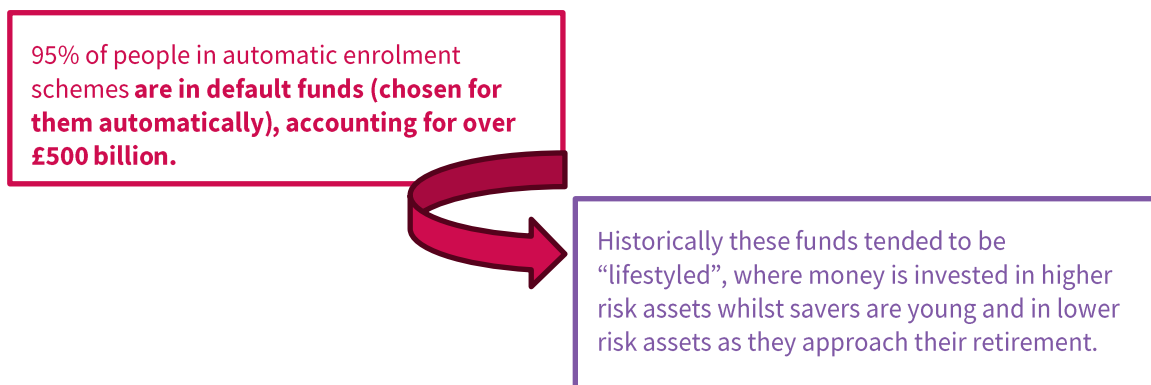 95% of people in automatic enrolment
schemes are in default funds (chosen for
them automatically), accounting for over
£500 billion.
Historically these funds tended to be
“lifestyled”, where money is invested in higher
risk assets whilst savers are young and in lower
risk assets as they approach their retirement.